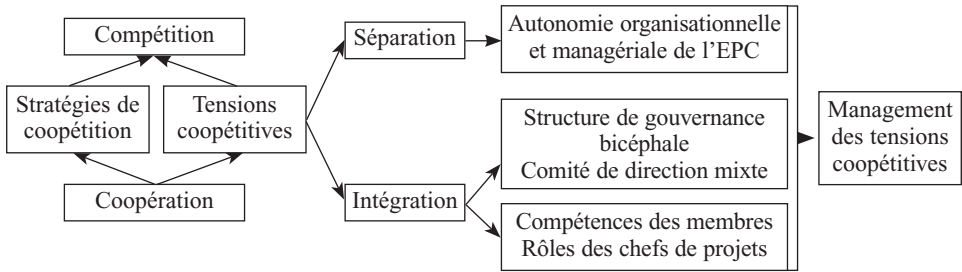 Compétition
Stratégies de
coopétition
Tensions
coopétitives
Coopération
Séparation
Intégration
Autonomie organisationnelle
et managériale de l’EPC
Structure de gouvernance
bicéphale
Comité de direction mixte
Compétences des membres
Rôles des chefs de projets
Management
des tensions
coopétitives